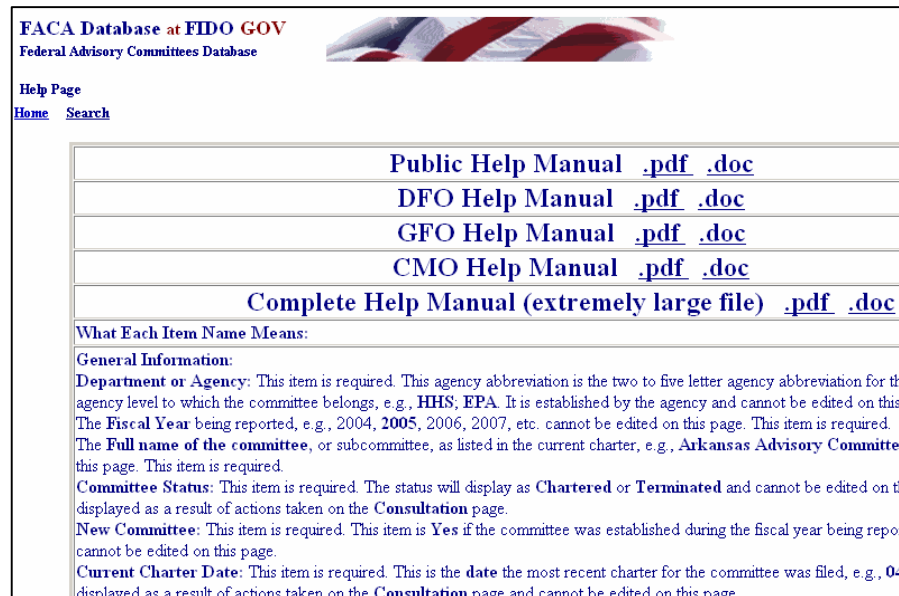 FACA Database at FIDO GOV
Federal Advisory Committees Database
Help Page
Home Search
Public Help Manual .pdf .doc
DFO Help Manual .pdf .doc
GFO Help Manual .pdf .doc
CMO Help Manual .pdf .doc
Complete Help Manual (extremely large file) .pdf .doc
What Each Item Name Means:
General Information:
Department or Agency: This item is required. This agency abbreviation is the two to five letter agency abbreviation for
agency level to which the committee belongs, e.g., HHS; EPA. It is established by the agency and cannot be edited on this
The Fiscal Year being reported, e.g., 2004, 2005, 2006, 2007, etc. cannot be edited on this page. This item is required.
The Full name of the committee, or subcommittee, as listed in the current charter, e.g., Arkansas Advisory
this page. This item is required.
Committee Status: This item is required. The status will display as Chartered or Terminated and cannot be edited on
displayed as a result of actions taken on the Consultation page.
New Committee: This item is required. This item is Yes if the committee was established during the fiscal year being
cannot be edited on this page.
Current Charter Date: This item is required. This is the date the most recent charter for the committee was filed, e.g.,
displayed as a result of actions taken on the Consultation page and cannot be edited on this page.